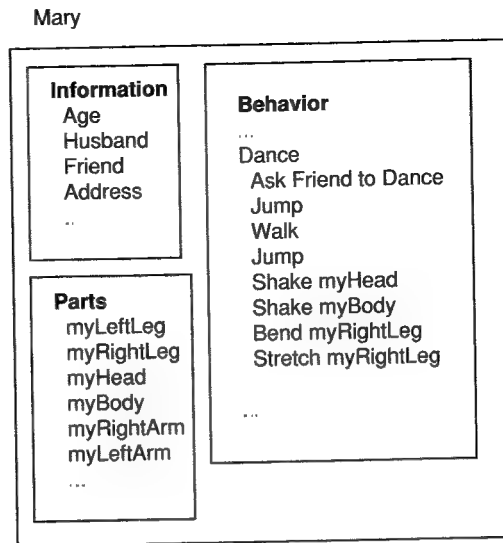 Mary
Information
Age
Husband
Friend
Address
...
Parts
myLeftLeg
myRightLeg
myHead
myBody
myRightArm
myLeftArm
...
Behavior
...
Dance
Ask Friend to Dance
Jump
Walk
Jump
Shake myHead
Shake myBody
Bend myRightLeg
Stretch myRightLeg
...